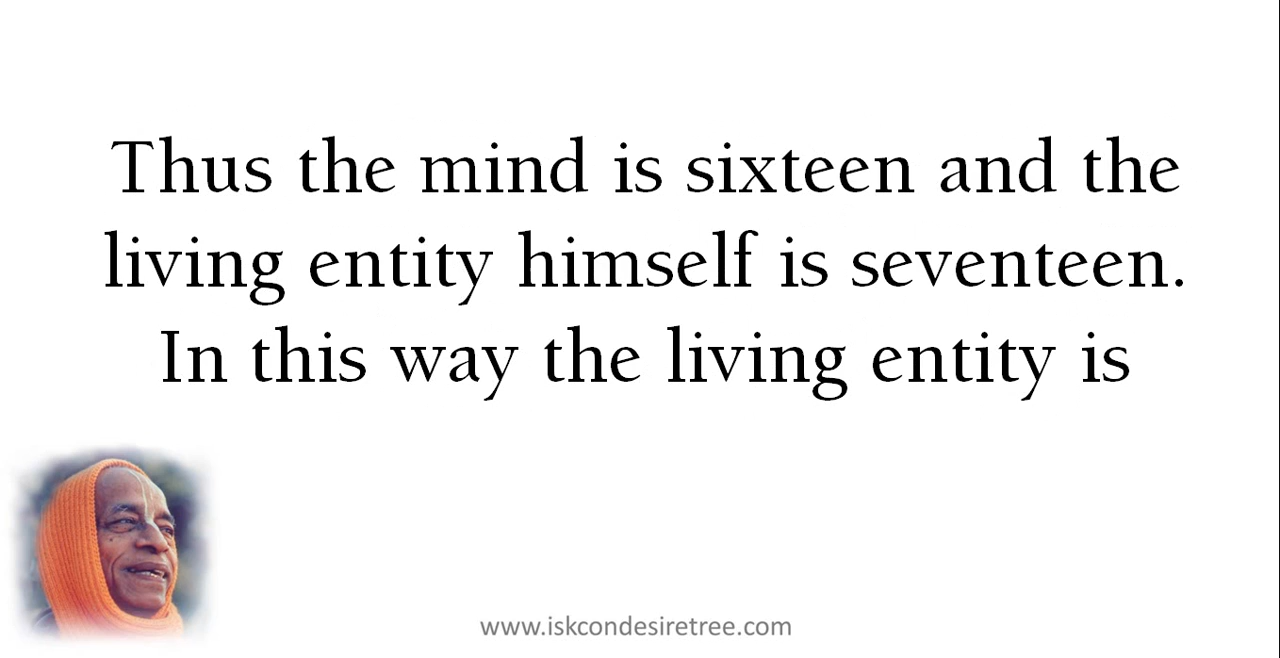 Thus the mind is sixteen and the
living entity himself is seventeen.
In this way the living entity is
www.iskcondesiretree.com